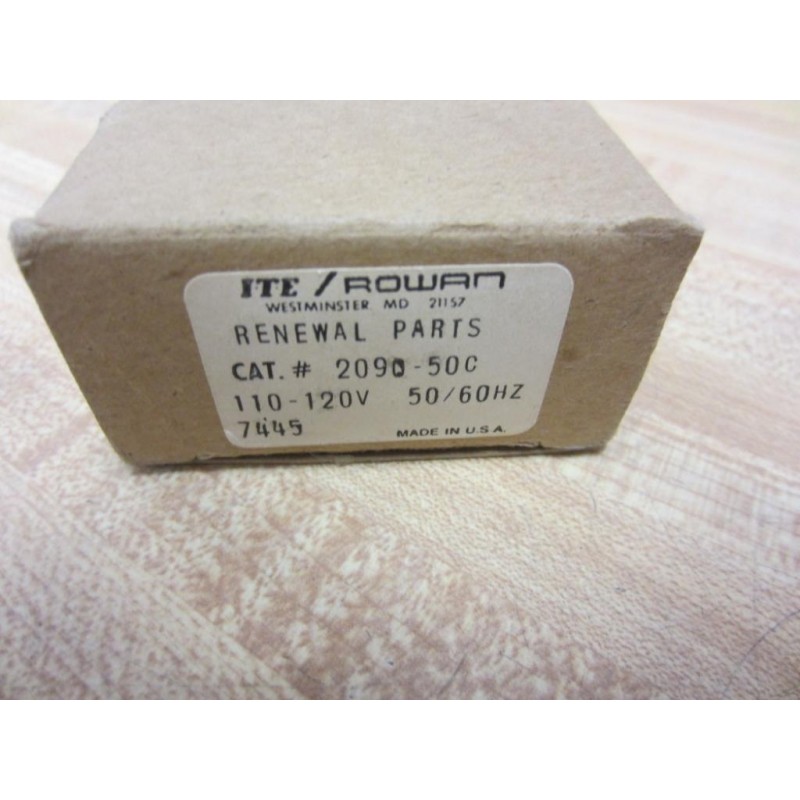 ITE / ROWAN
WESTMINSTER MD 21157
RENEWAL PARTS
CAT. # 2090-50C
110-120V 50/60HZ
7445
MADE IN U.S.A.